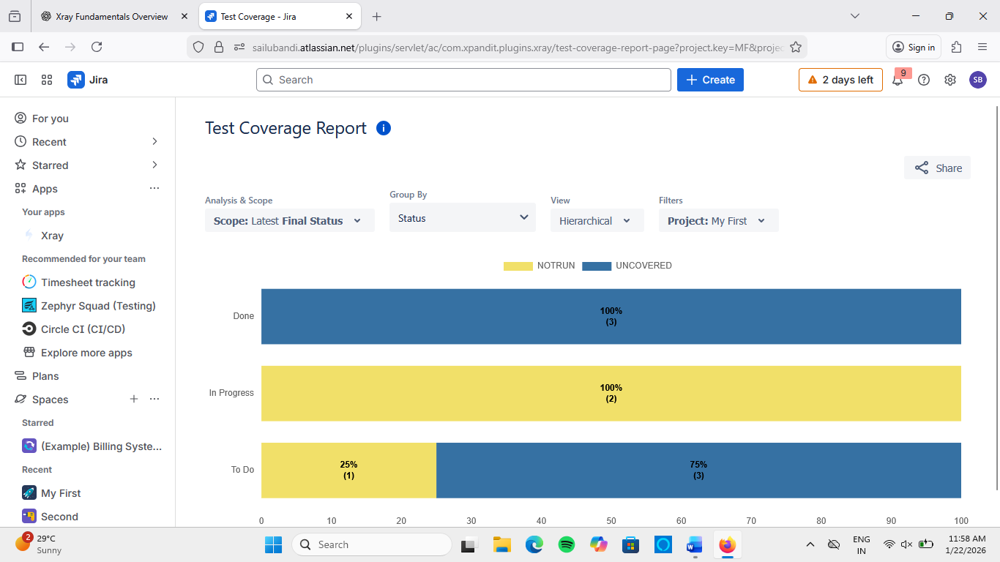 Xray Fundamentals Overview
Test Coverage - Jira
sailubandi.atlassian.net/plugins/servlet/ac/com.xpandit.plugins.xray/test-coverage-report-page?project.key=MF&projec
Sign in
Jira
Search
Create
2 days left
9
SB
For you
Recent
Starred
Apps
Your apps
Xray
Recommended for your team
Timesheet tracking
Zephyr Squad (Testing)
Circle CI (CI/CD)
Explore more apps
Plans
Spaces
Starred
(Example) Billing Syste...
Recent
My First
Second
Test Coverage Report
Share
Analysis & Scope
Scope: Latest Final Status
Group By
Status
View
Hierarchical
Filters
Project: My First
NOTRUN
UNCOVERED
Done
100%
(3)
In Progress
100%
(2)
To Do
25%
(1)
75%
(3)
0 10 20 30 40 50 60 70 80 90 100
2
29°C
Sunny
Search
ENG
IN
11:58 AM
1/22/2026